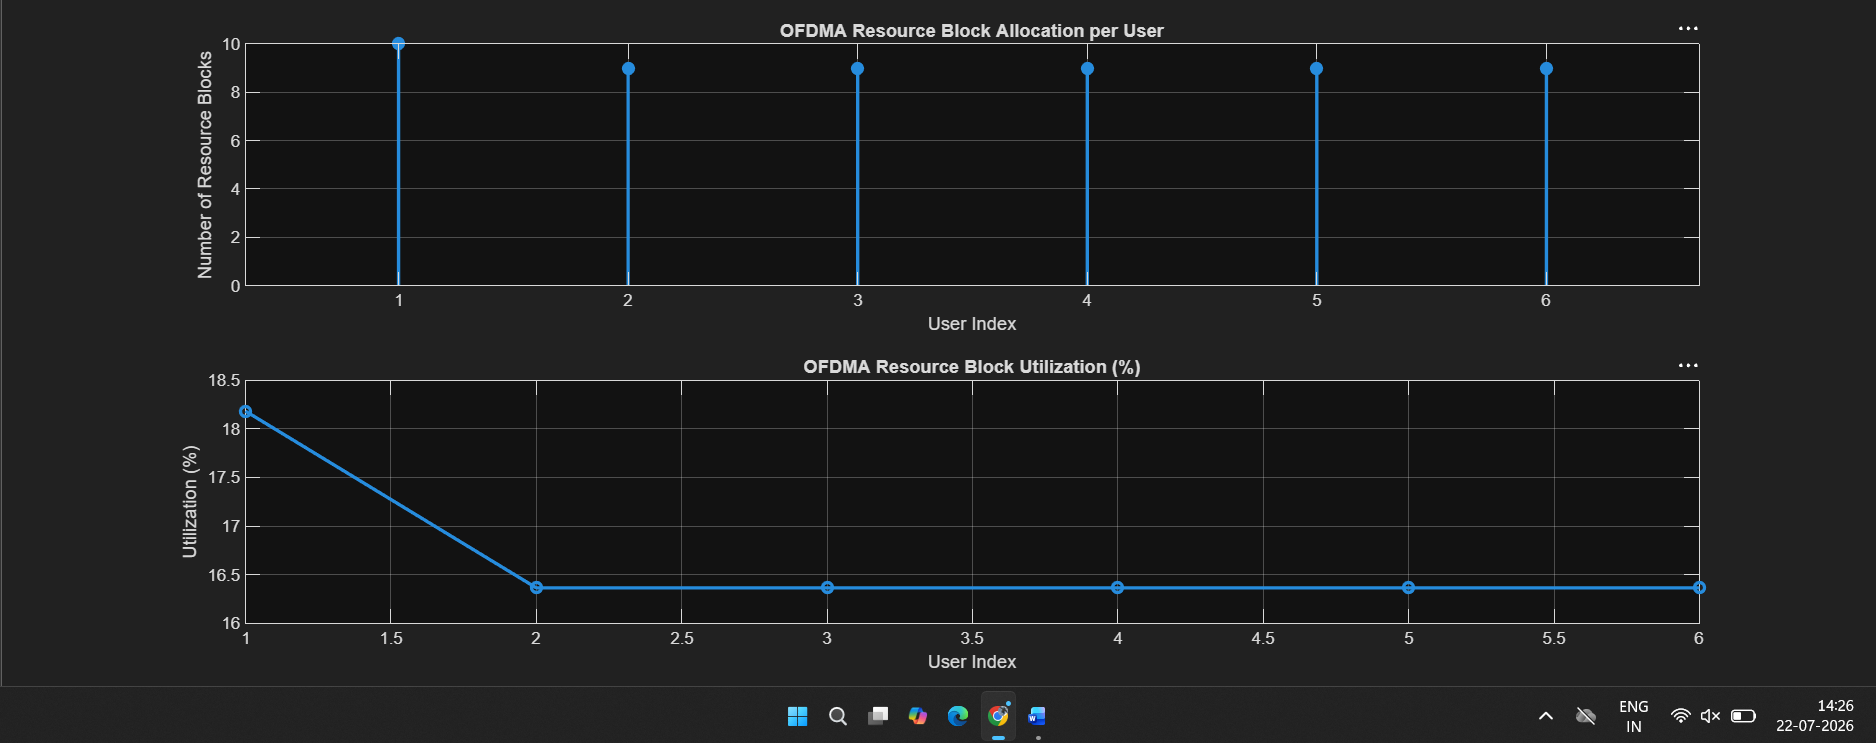 OFDMA Resource Block Allocation per User
Number of Resource Blocks
10
8
6
4
2
0
1 2 3 4 5 6
User Index
OFDMA Resource Block Utilization (%)
Utilization (%)
18.5
18
17.5
17
16.5
16
1 1.5 2 2.5 3 3.5 4 4.5 5 5.5 6
User Index
ENG
IN
14:26
22-07-2026